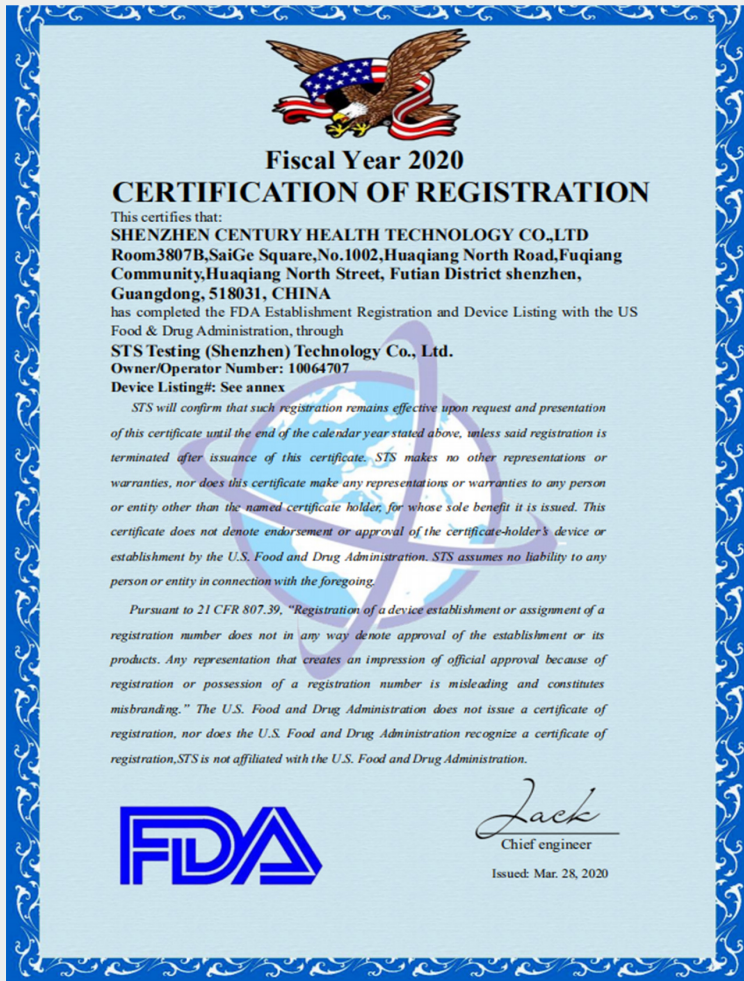 Fiscal Year 2020
CERTIFICATION OF REGISTRATION
This certifies that:
SHENZHEN CENTURY HEALTH TECHNOLOGY CO.,LTD
Room3807B,SaiGe Square,No.1002,Huaqiang North Road,Fuqiang
Community,Huaqiang North Street, Futian District shenzhen,
Guangdong, 518031, CHINA
has completed the FDA Establishment Registration and Device Listing with the US
Food & Drug Administration, through
STS Testing (Shenzhen) Technology Co., Ltd.
Owner/Operator Number: 10064707
Device Listing#: See annex
STS will confirm that such registration remains effective upon request and presentation
of this certificate until the end of the calendar year stated above, unless said registration is
terminated after issuance of this certificate. STS makes no other representations or
warranties, nor does this certificate make any representations or warranties to any person
or entity other than the named certificate holder, for whose sole benefit it is issued. This
certificate does not denote endorsement or approval of the certificate-holder's device or
establishment by the U.S. Food and Drug Administration. STS assumes no liability to any
person or entity in connection with the foregoing.
Pursuant to 21 CFR 807.39, "Registration of a device establishment or assignment of a
registration number does not in any way denote approval of the establishment or its
products. Any representation that creates an impression of official approval because of
registration or possession of a registration number is misleading and constitutes
misbranding." The U.S. Food and Drug Administration does not issue a certificate of
registration, nor does the U.S. Food and Drug Administration recognize a certificate of
registration,STS is not affiliated with the U.S. Food and Drug Administration.
FDA
Jack
Chief engineer
Issued: Mar. 28, 2020